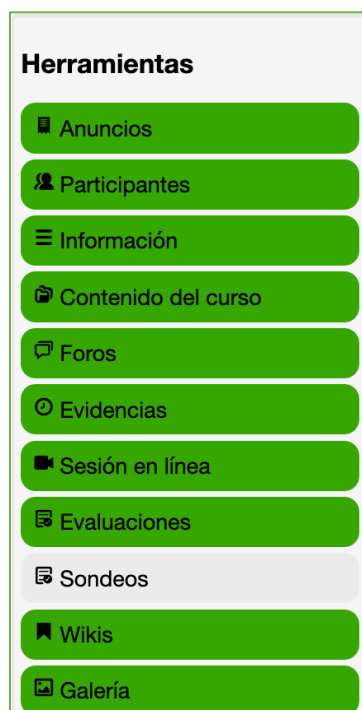 Herramientas
Anuncios
Participantes
Información
Contenido del curso
Foros
Evidencias
Sesión en línea
Evaluaciones
Sondeos
Wikis
Galería